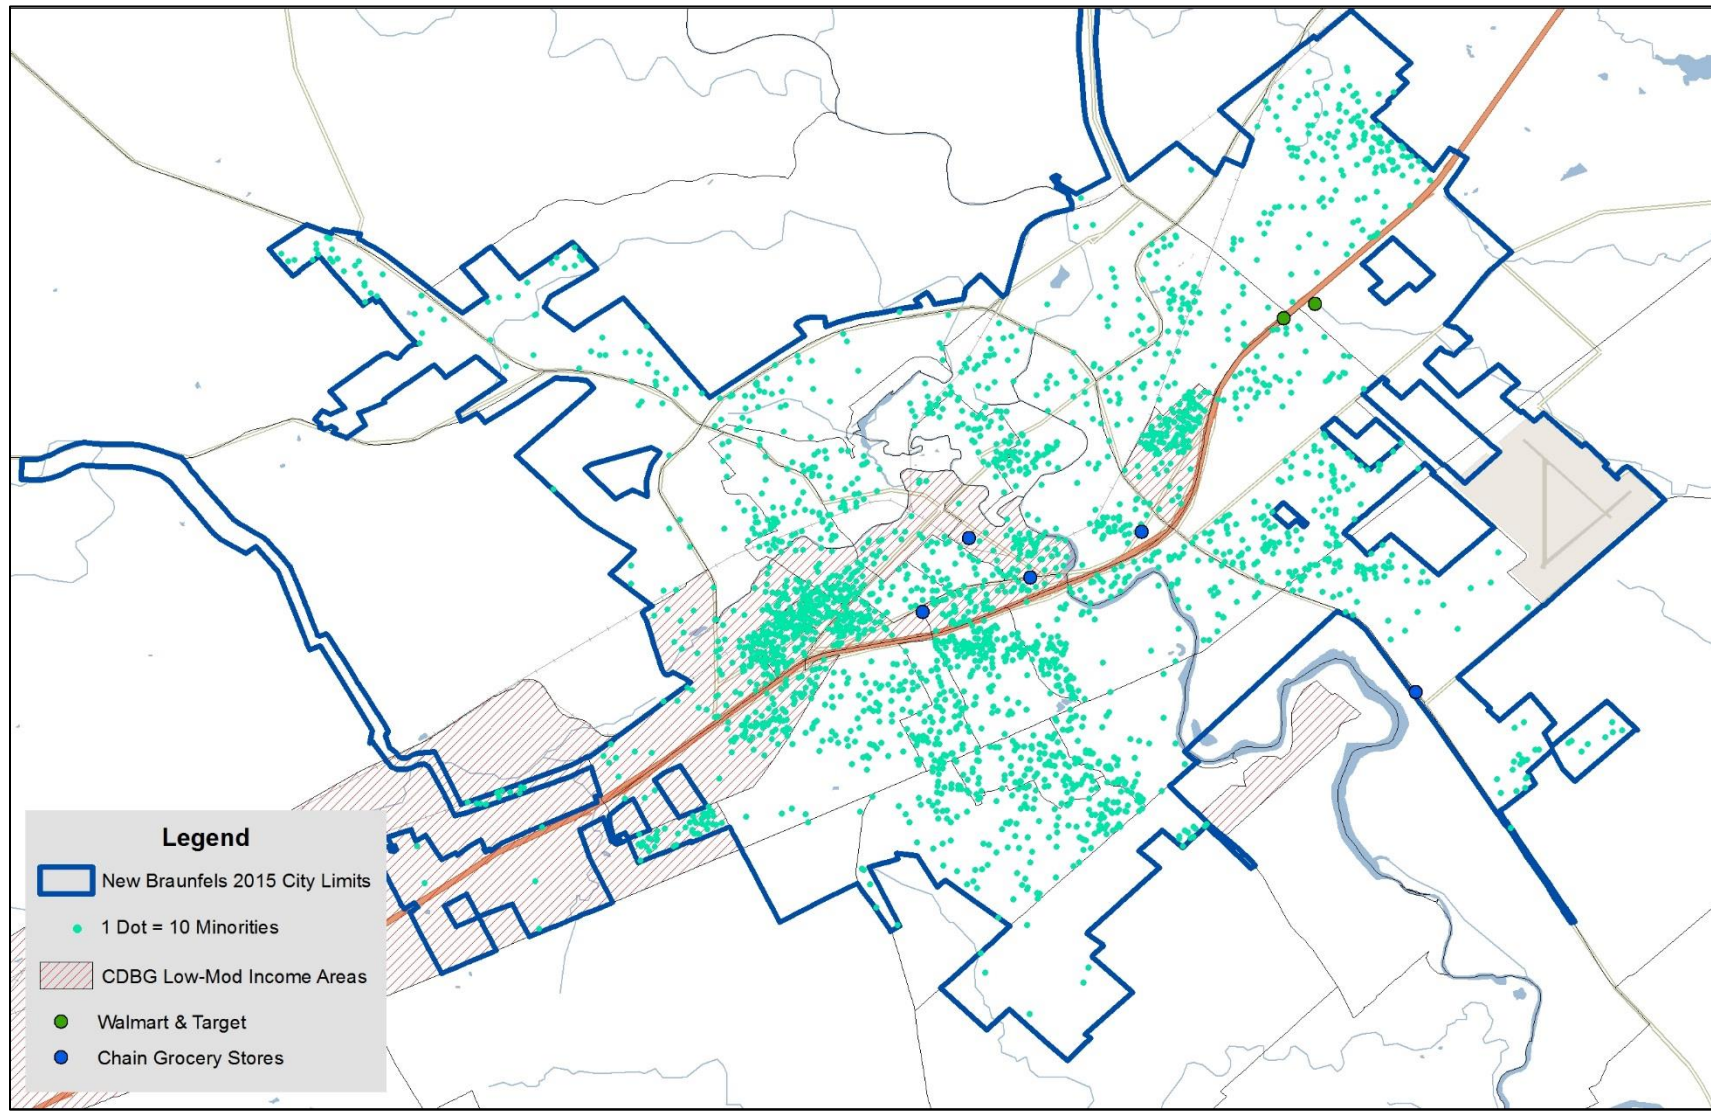 Legend
New Braunfels 2015 City Limits
1 Dot = 10 Minorities
CDBG Low-Mod Income Areas
Walmart & Target
Chain Grocery Stores